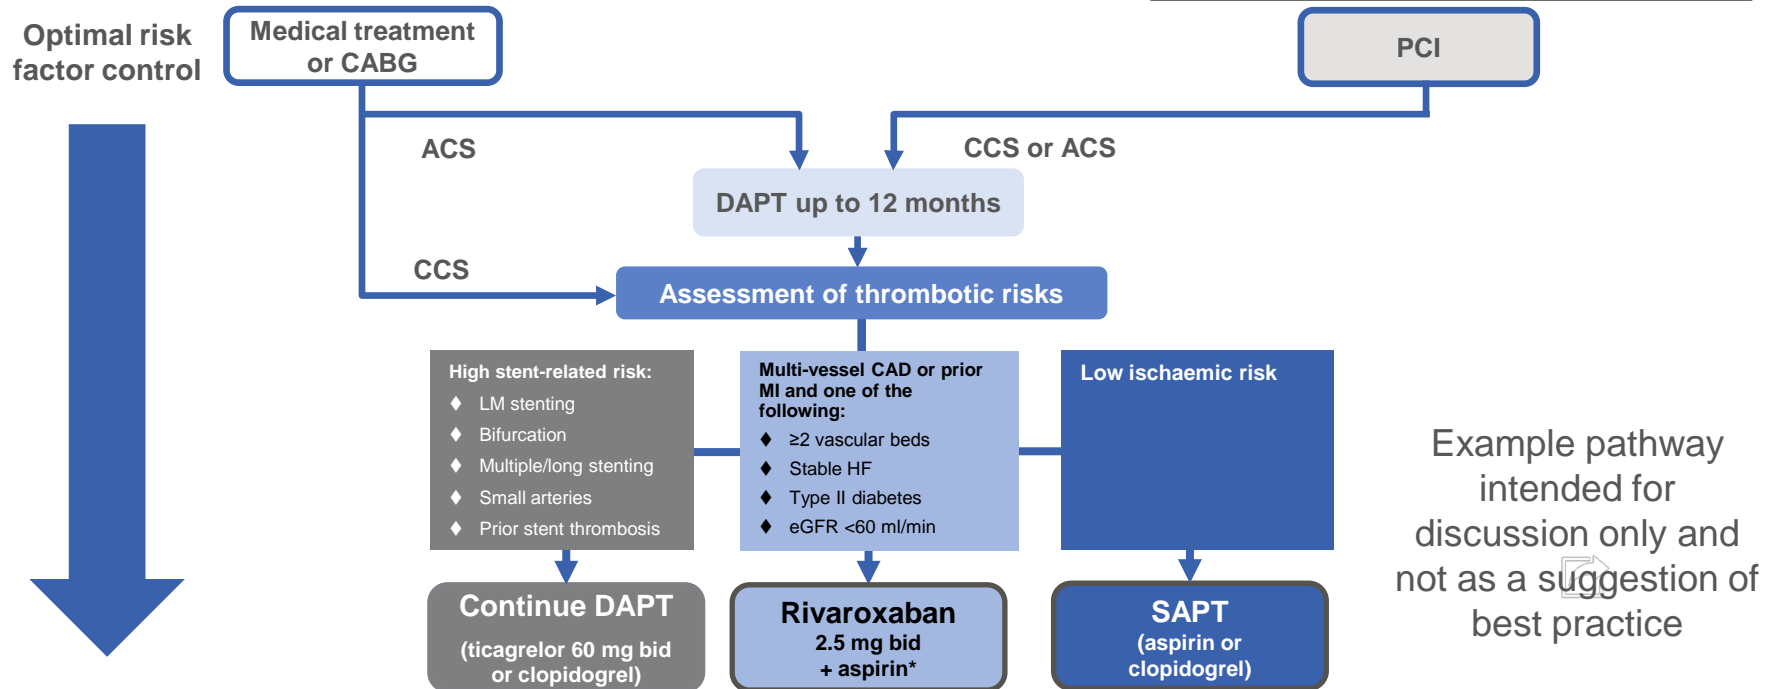 Optimal risk
factor control
Medical treatment
or CABG
PCI
ACS
CCS or ACS
DAPT up to 12 months
CCS
Assessment of thrombotic risks
High stent-related risk:
♦ LM stenting
♦ Bifurcation
♦ Multiple/long stenting
♦ Small arteries
♦ Prior stent thrombosis
Multi-vessel CAD or prior
MI and one of the
following:
♦ ≥2 vascular beds
♦ Stable HF
♦ Type II diabetes
♦ eGFR <60 ml/min
Low ischaemic risk
Continue DAPT
(ticagrelor 60 mg bid
or clopidogrel)
Rivaroxaban
2.5 mg bid
+ aspirin*
SAPT
(aspirin or
clopidogrel)
Example pathway
intended for
discussion only and
not as a suggestion of
best practice